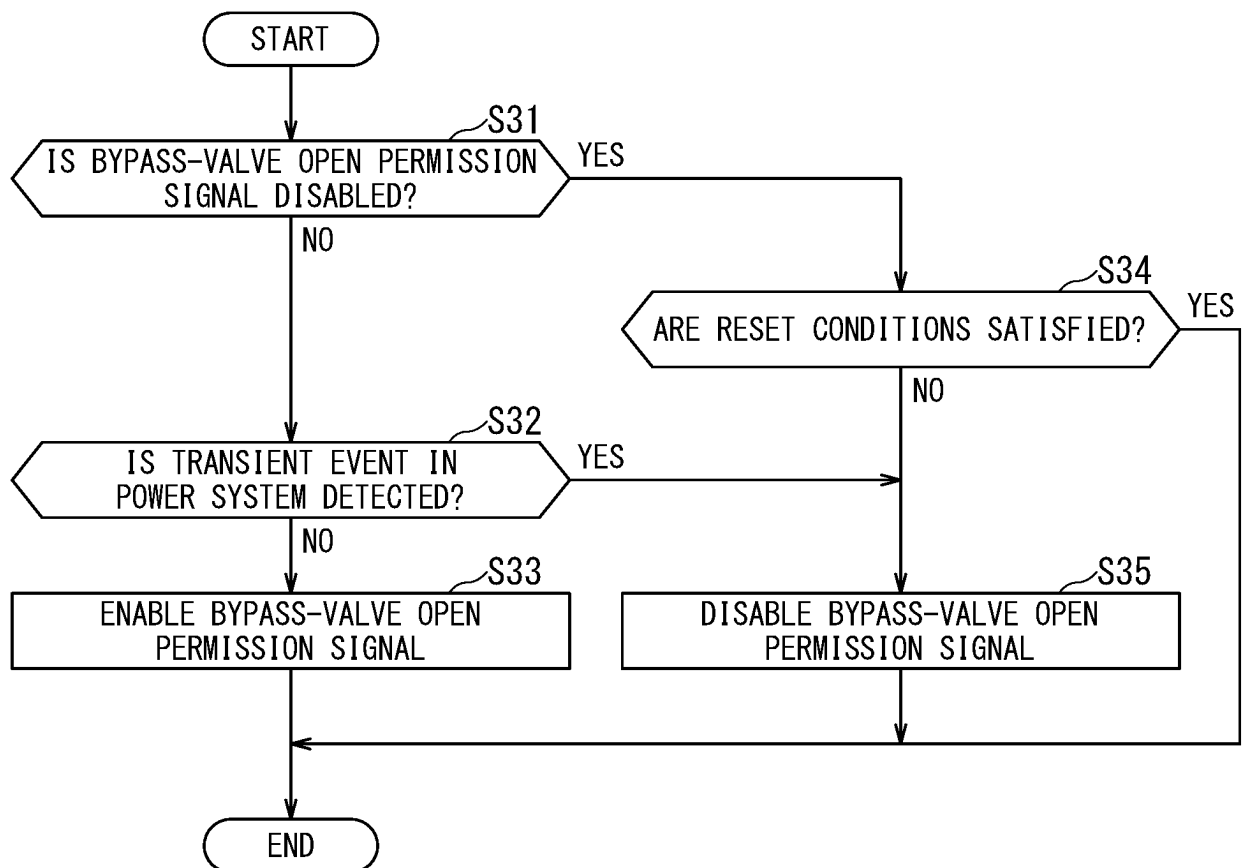 START
S31
IS BYPASS-VALVE OPEN PERMISSION
SIGNAL DISABLED?
YES
NO
S34
ARE RESET CONDITIONS SATISFIED?
YES
NO
S32
IS TRANSIENT EVENT IN
POWER SYSTEM DETECTED?
YES
NO
S33
ENABLE BYPASS-VALVE OPEN
PERMISSION SIGNAL
S35
DISABLE BYPASS-VALVE OPEN
PERMISSION SIGNAL
END